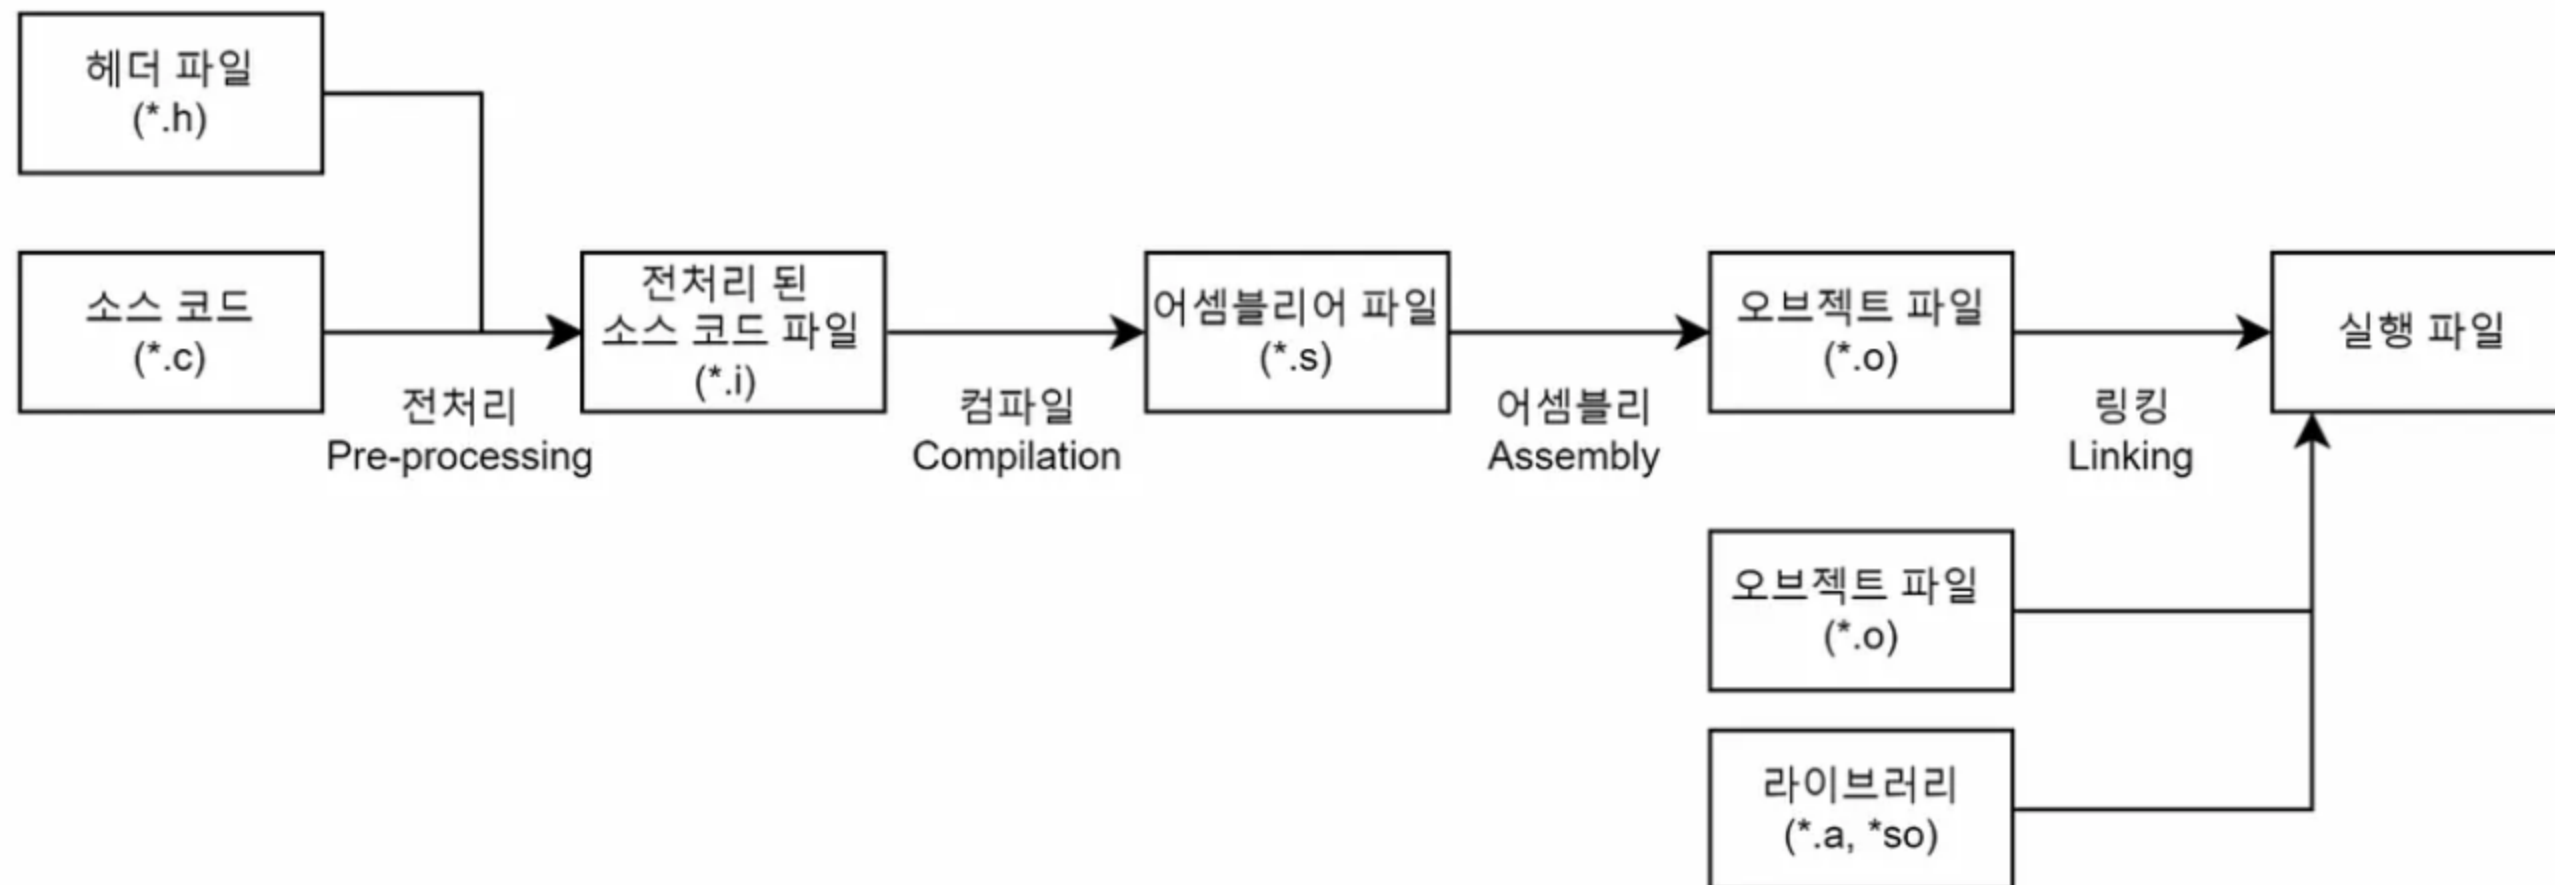 헤더 파일
(*.h)
소스 코드
(*.c)
전처리
Pre-processing
전처리 된
소스 코드 파일
(*.i)
컴파일
Compilation
어셈블리어 파일
(*.s)
어셈블리
Assembly
오브젝트 파일
(*.o)
링킹
Linking
실행 파일
오브젝트 파일
(*.o)
라이브러리
(*.a, *so)